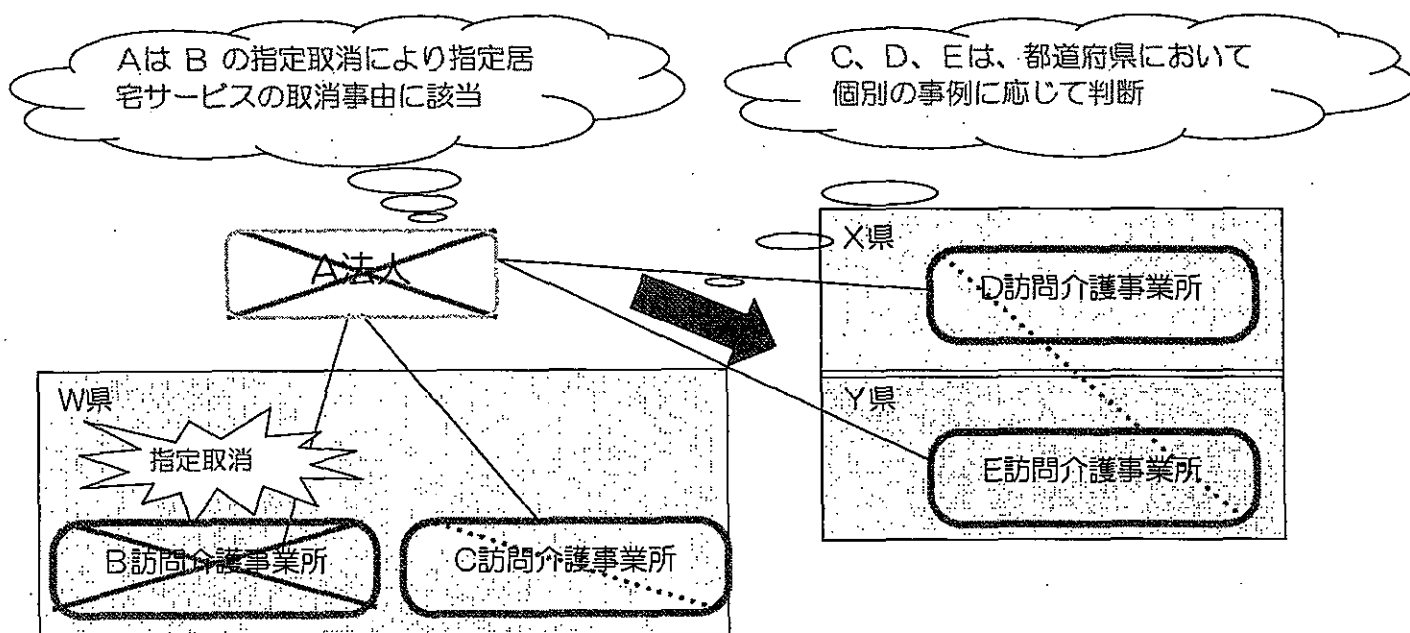 AはBの指定取消により指定居
宅サービスの取消事由に該当
C、D、Eは、都道府県において
個別の事例に応じて判断
A法人
X県
D訪問介護事業所
Y県
E訪問介護事業所
W県
指定取消
B訪問介護事業所
C訪問介護事業所